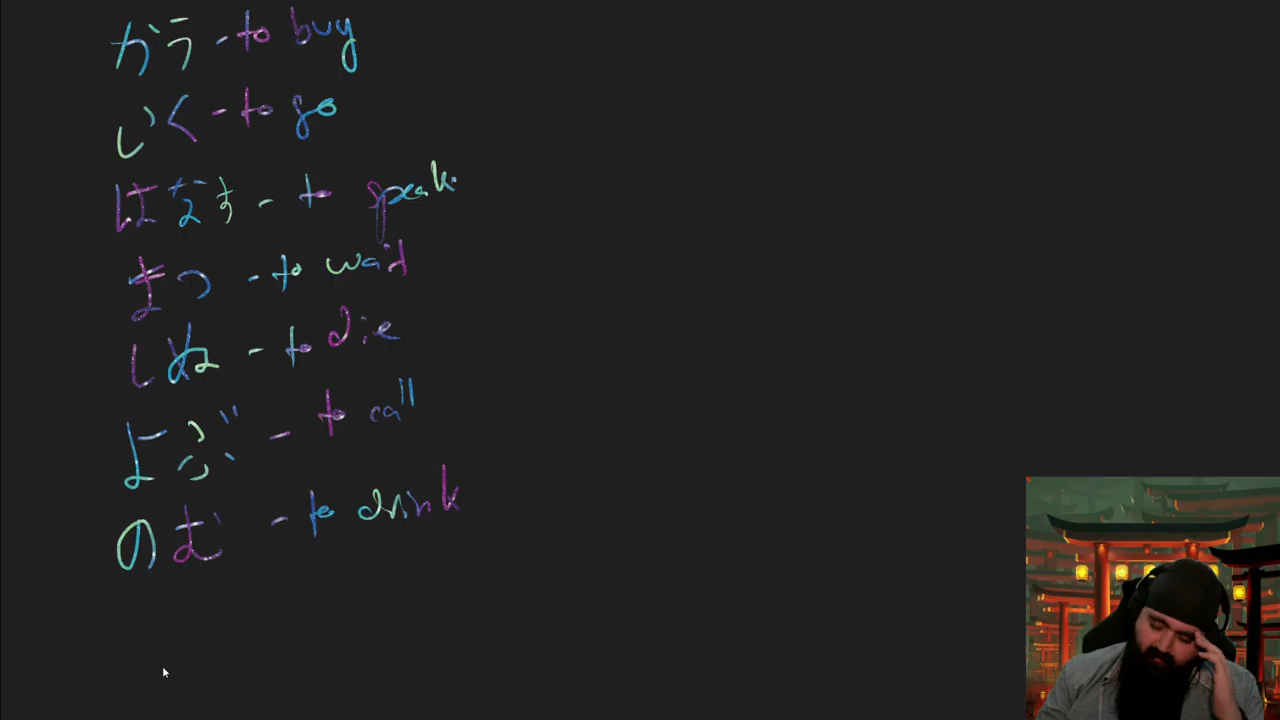 かう - to buy
いく - to go
はなす - to speak
まつ - to wait
しぬ - to die
よぶ - to call
のむ - to drink